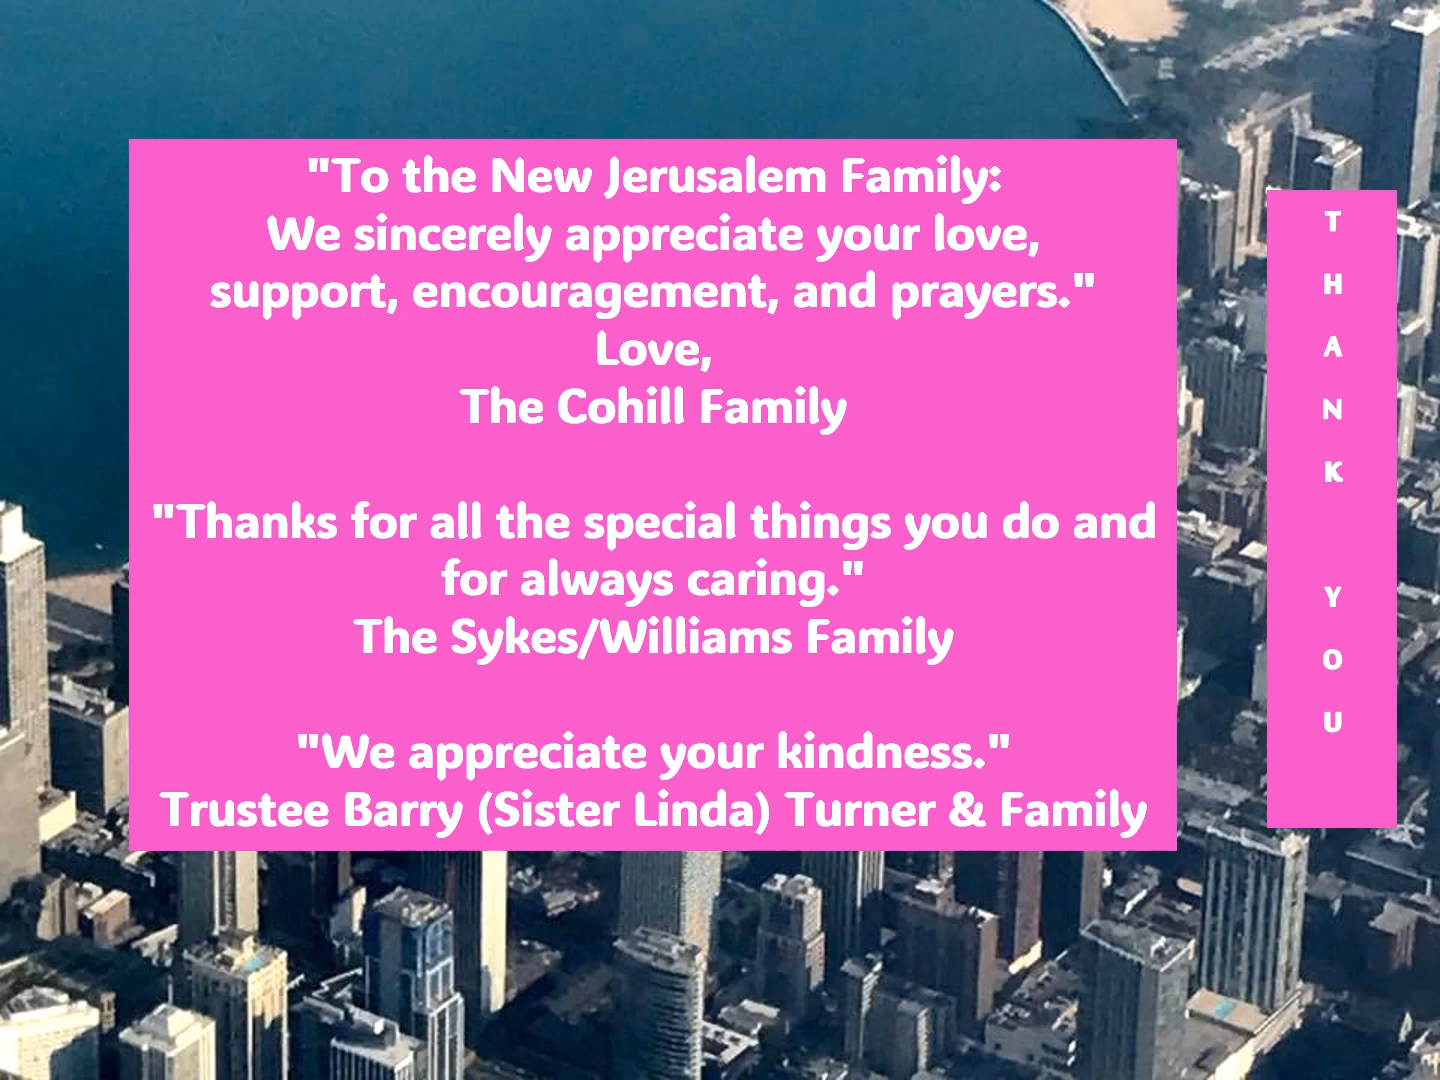 "To the New Jerusalem Family:
We sincerely appreciate your love,
support, encouragement, and prayers."
Love,
The Cohill Family
"Thanks for all the special things you do and
for always caring."
The Sykes/Williams Family
"We appreciate your kindness."
Trustee Barry (Sister Linda) Turner & Family
T
H
A
N
K
Y
O
U